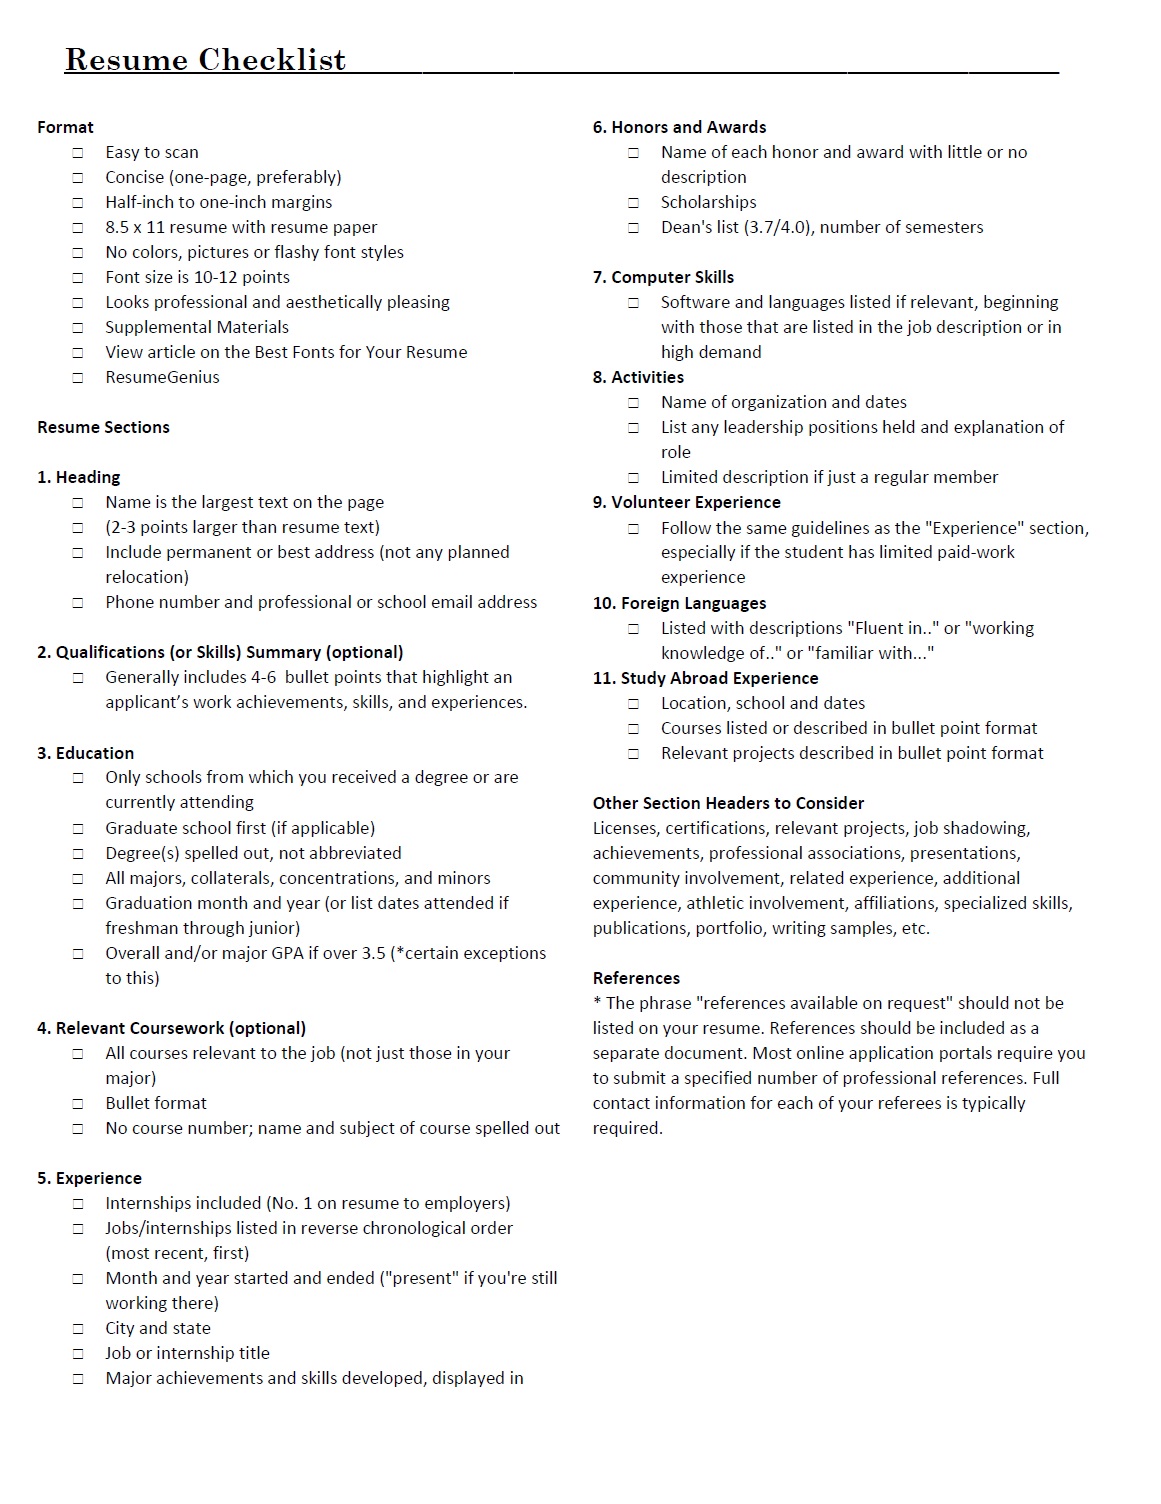 Resume Checklist
Format
☐ Easy to scan
☐ Concise (one-page, preferably)
☐ Half-inch to one-inch margins
☐ 8.5 x 11 resume with resume paper
☐ No colors, pictures or flashy font styles
☐ Font size is 10-12 points
☐ Looks professional and aesthetically pleasing
☐ Supplemental Materials
☐ View article on the Best Fonts for Your Resume
☐ ResumeGenius
Resume Sections
1. Heading
☐ Name is the largest text on the page
☐ (2-3 points larger than resume text)
☐ Include permanent or best address (not any planned
relocation)
☐ Phone number and professional or school email address
2. Qualifications (or Skills) Summary (optional)
☐ Generally includes 4-6 bullet points that highlight an
applicant’s work achievements, skills, and experiences.
3. Education
☐ Only schools from which you received a degree or are
currently attending
☐ Graduate school first (if applicable)
☐ Degree(s) spelled out, not abbreviated
☐ All majors, collaterals, concentrations, and minors
☐ Graduation month and year (or list dates attended if
freshman through junior)
☐ Overall and/or major GPA if over 3.5 (*certain exceptions
to this)
4. Relevant Coursework (optional)
☐ All courses relevant to the job (not just those in your
major)
☐ Bullet format
☐ No course number; name and subject of course spelled out
5. Experience
☐ Internships included (No. 1 on resume to employers)
☐ Jobs/internships listed in reverse chronological order
(most recent, first)
☐ Month and year started and ended ("present" if you're still
working there)
☐ City and state
☐ Job or internship title
☐ Major achievements and skills developed, displayed in
6. Honors and Awards
☐ Name of each honor and award with little or no
description
☐ Scholarships
☐ Dean's list (3.7/4.0), number of semesters
7. Computer Skills
☐ Software and languages listed if relevant, beginning
with those that are listed in the job description or in
high demand
8. Activities
☐ Name of organization and dates
☐ List any leadership positions held and explanation of
role
☐ Limited description if just a regular member
9. Volunteer Experience
☐ Follow the same guidelines as the "Experience" section,
especially if the student has limited paid-work
experience
10. Foreign Languages
☐ Listed with descriptions "Fluent in.." or "working
knowledge of.." or "familiar with..."
11. Study Abroad Experience
☐ Location, school and dates
☐ Courses listed or described in bullet point format
☐ Relevant projects described in bullet point format
Other Section Headers to Consider
Licenses, certifications, relevant projects, job shadowing,
achievements, professional associations, presentations,
community involvement, related experience, additional
experience, athletic involvement, affiliations, specialized skills,
publications, portfolio, writing samples, etc.
References
* The phrase "references available on request" should not be
listed on your resume. References should be included as a
separate document. Most online application portals require you
to submit a specified number of professional references. Full
contact information for each of your referees is typically
required.